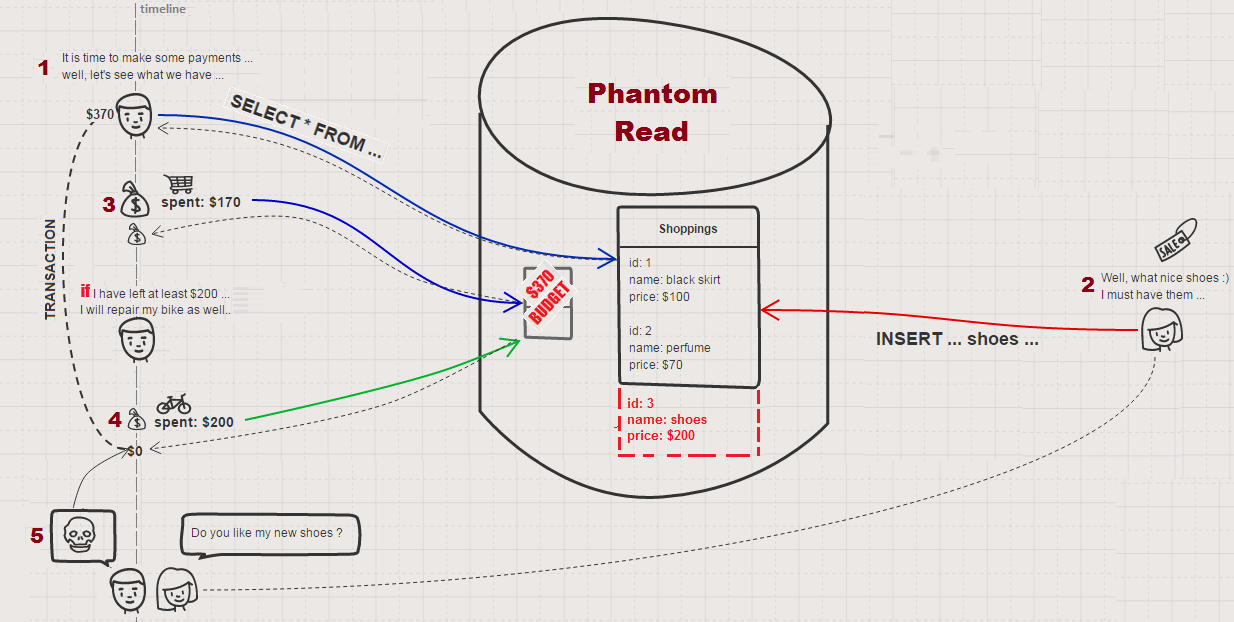 timeline
1
It is time to make some payments ...
well, let's see what we have ...
$370
SELECT * FROM ...
Phantom
Read
3
spent: $170
TRANSACTION
if I have left at least $200 ...
I will repair my bike as well..
4
spent: $200
$0
$370
BUDGET
Shoppings
id: 1
name: black skirt
price: $100
id: 2
name: perfume
price: $70
id: 3
name: shoes
price: $200
SALE
2
Well, what nice shoes :)
I must have them ...
INSERT ... shoes ...
5
Do you like my new shoes ?